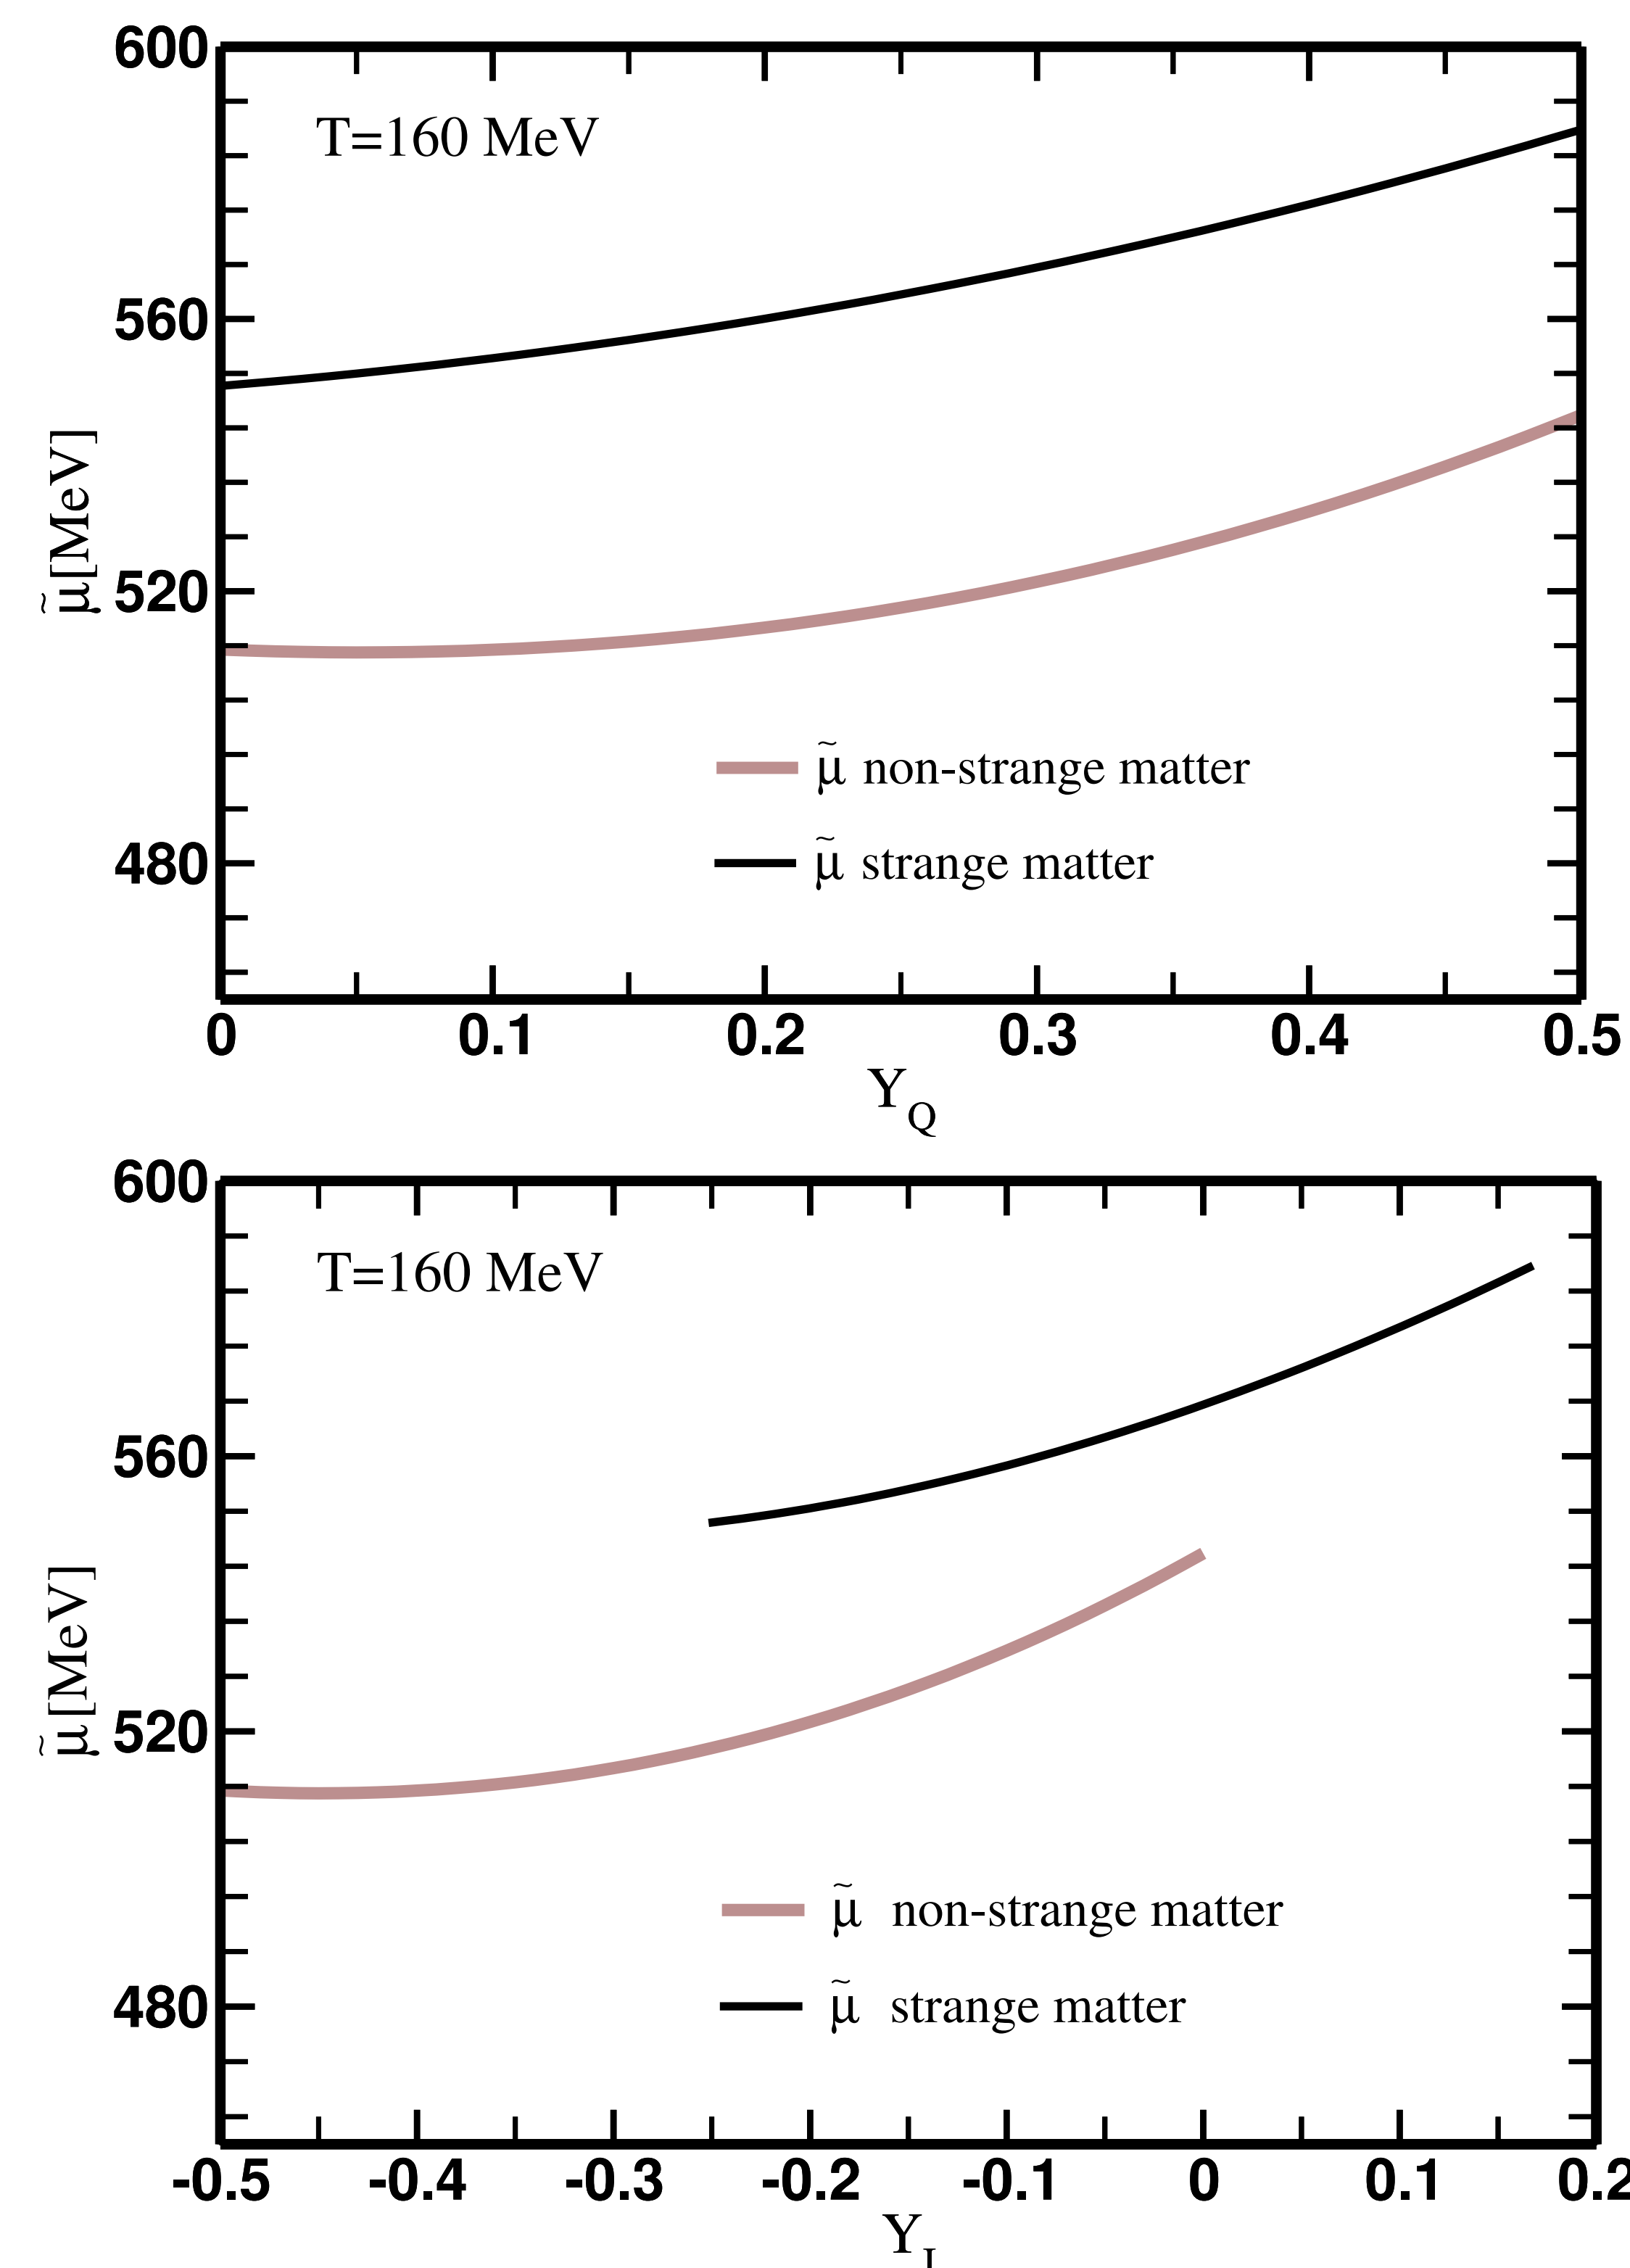 600
T=160 MeV
560
μ̃[MeV]
520
μ̃ non-strange matter
480
μ̃ strange matter
0 0.1 0.2 0.3 0.4 0.5
Y_Q
600
T=160 MeV
560
μ̃[MeV]
520
μ̃ non-strange matter
480
μ̃ strange matter
-0.5 -0.4 -0.3 -0.2 -0.1 0 0.1 0.2
Y_I